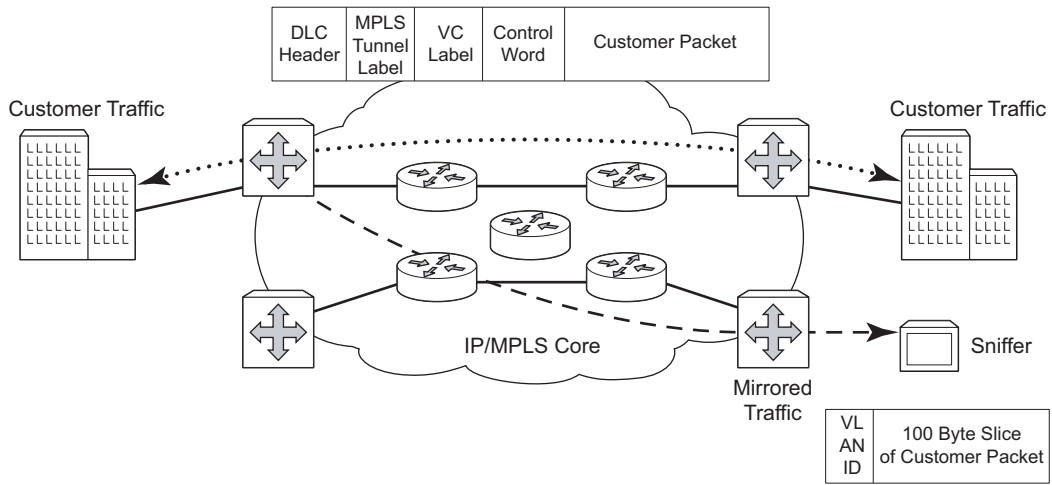 DLC
Header
MPLS
Tunnel
Label
VC
Label
Control
Word
Customer Packet
Customer Traffic
Customer Traffic
IP/MPLS Core
Sniffer
Mirrored
Traffic
VL
AN
ID
100 Byte Slice
of Customer Packet